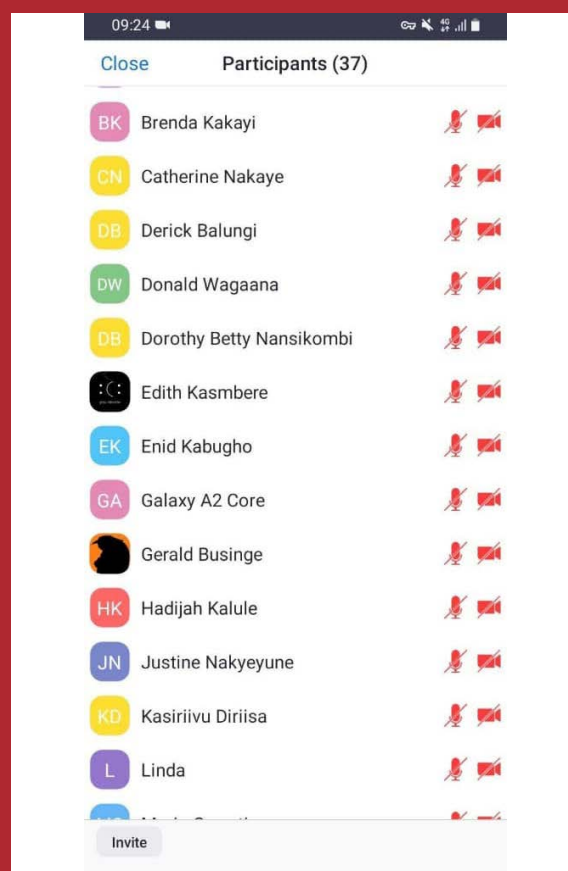 09:24
4G
Close Participants (37)
BK Brenda Kakayi
CN Catherine Nakaye
DB Derick Balungi
DW Donald Wagaana
DB Dorothy Betty Nansikombi
Edith Kasmbere
EK Enid Kabugho
GA Galaxy A2 Core
Gerald Businge
HK Hadijah Kalule
JN Justine Nakyeyune
KD Kasiriivu Diriisa
L Linda
Invite